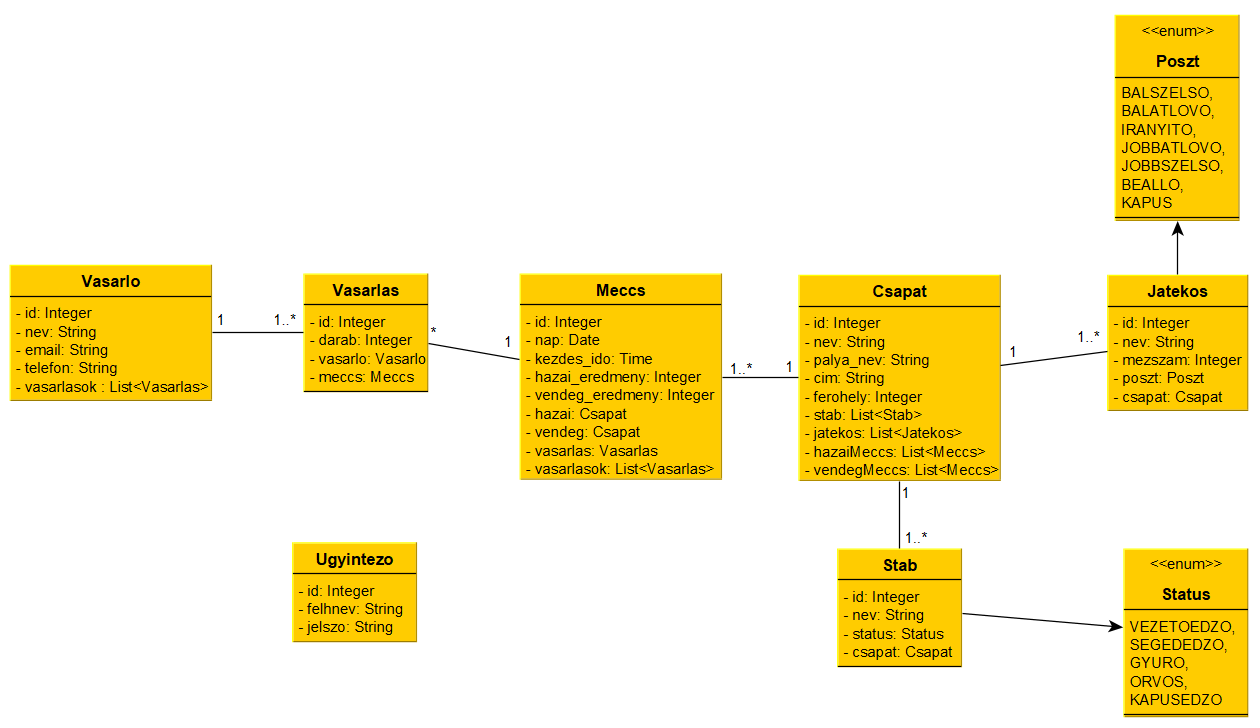 <<enum>>
Poszt
BALSZELSO,
BALATLOVO,
IRANYITO,
JOBBATLOVO,
JOBBSZELSO,
BEALLO,
KAPUS
Vasarlo
- id: Integer
- nev: String
- email: String
- telefon: String
- vasarlasok : List<Vasarlas>
1
1..*
Vasarlas
- id: Integer
- darab: Integer
- vasarlo: Vasarlo
- meccs: Meccs
*
1
Meccs
- id: Integer
- nap: Date
- kezdes_ido: Time
- hazai_eredmeny: Integer
- vendeg_eredmeny: Integer
- hazai: Csapat
- vendeg: Csapat
- vasarlas: Vasarlas
- vasarlasok: List<Vasarlas>
1..*
1
Csapat
- id: Integer
- nev: String
- palya_nev: String
- cim: String
- ferohely: Integer
- stab: List<Stab>
- jatekos: List<Jatekos>
- hazaiMeccs: List<Meccs>
- vendegMeccs: List<Meccs>
1
1..*
Jatekos
- id: Integer
- nev: String
- mezszam: Integer
- poszt: Poszt
- csapat: Csapat
1
1..*
Ugyintezo
- id: Integer
- felhnev: String
- jelszo: String
Stab
- id: Integer
- nev: String
- status: Status
- csapat: Csapat
<<enum>>
Status
VEZETOEDZO,
SEGEDEDZO,
GYURO,
ORVOS,
KAPUSEDZO